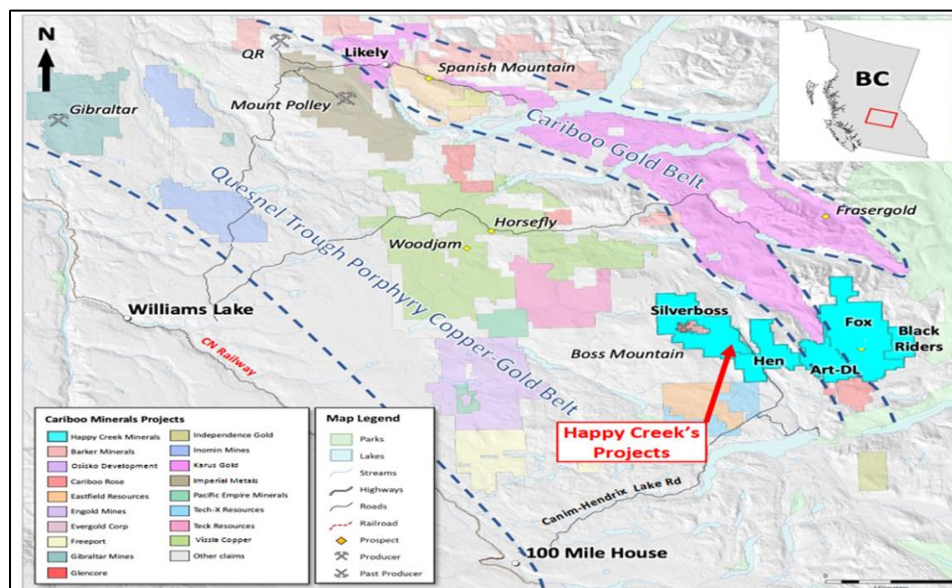 N
QR
Likely
Spanish Mountain
BC
Gibraltar
Mount Polley
Cariboo Gold Belt
Quesnel Trough Porphyry Copper-Gold Belt
Horsefly
Woodjam
Frasergold
Williams Lake
CN Railway
Silverboss
Fox
Black
Riders
Boss Mountain
Hen
Art-DL
Happy Creek's
Projects
Canim-Hendrix Lake Rd
100 Mile House
Cariboo Minerals Projects
Happy Creek Minerals
Barker Minerals
Osisko Development
Cariboo Rose
Eastfield Resources
Engold Mines
Evergold Corp
Freeport
Gibraltar Mines
Glencore
Independence Gold
Inomin Mines
Karus Gold
Imperial Metals
Pacific Empire Minerals
Tech-X Resources
Teck Resources
Vizsla Copper
Other claims
Map Legend
Parks
Lakes
Streams
Highways
Roads
Railroad
Prospect
Producer
Past Producer